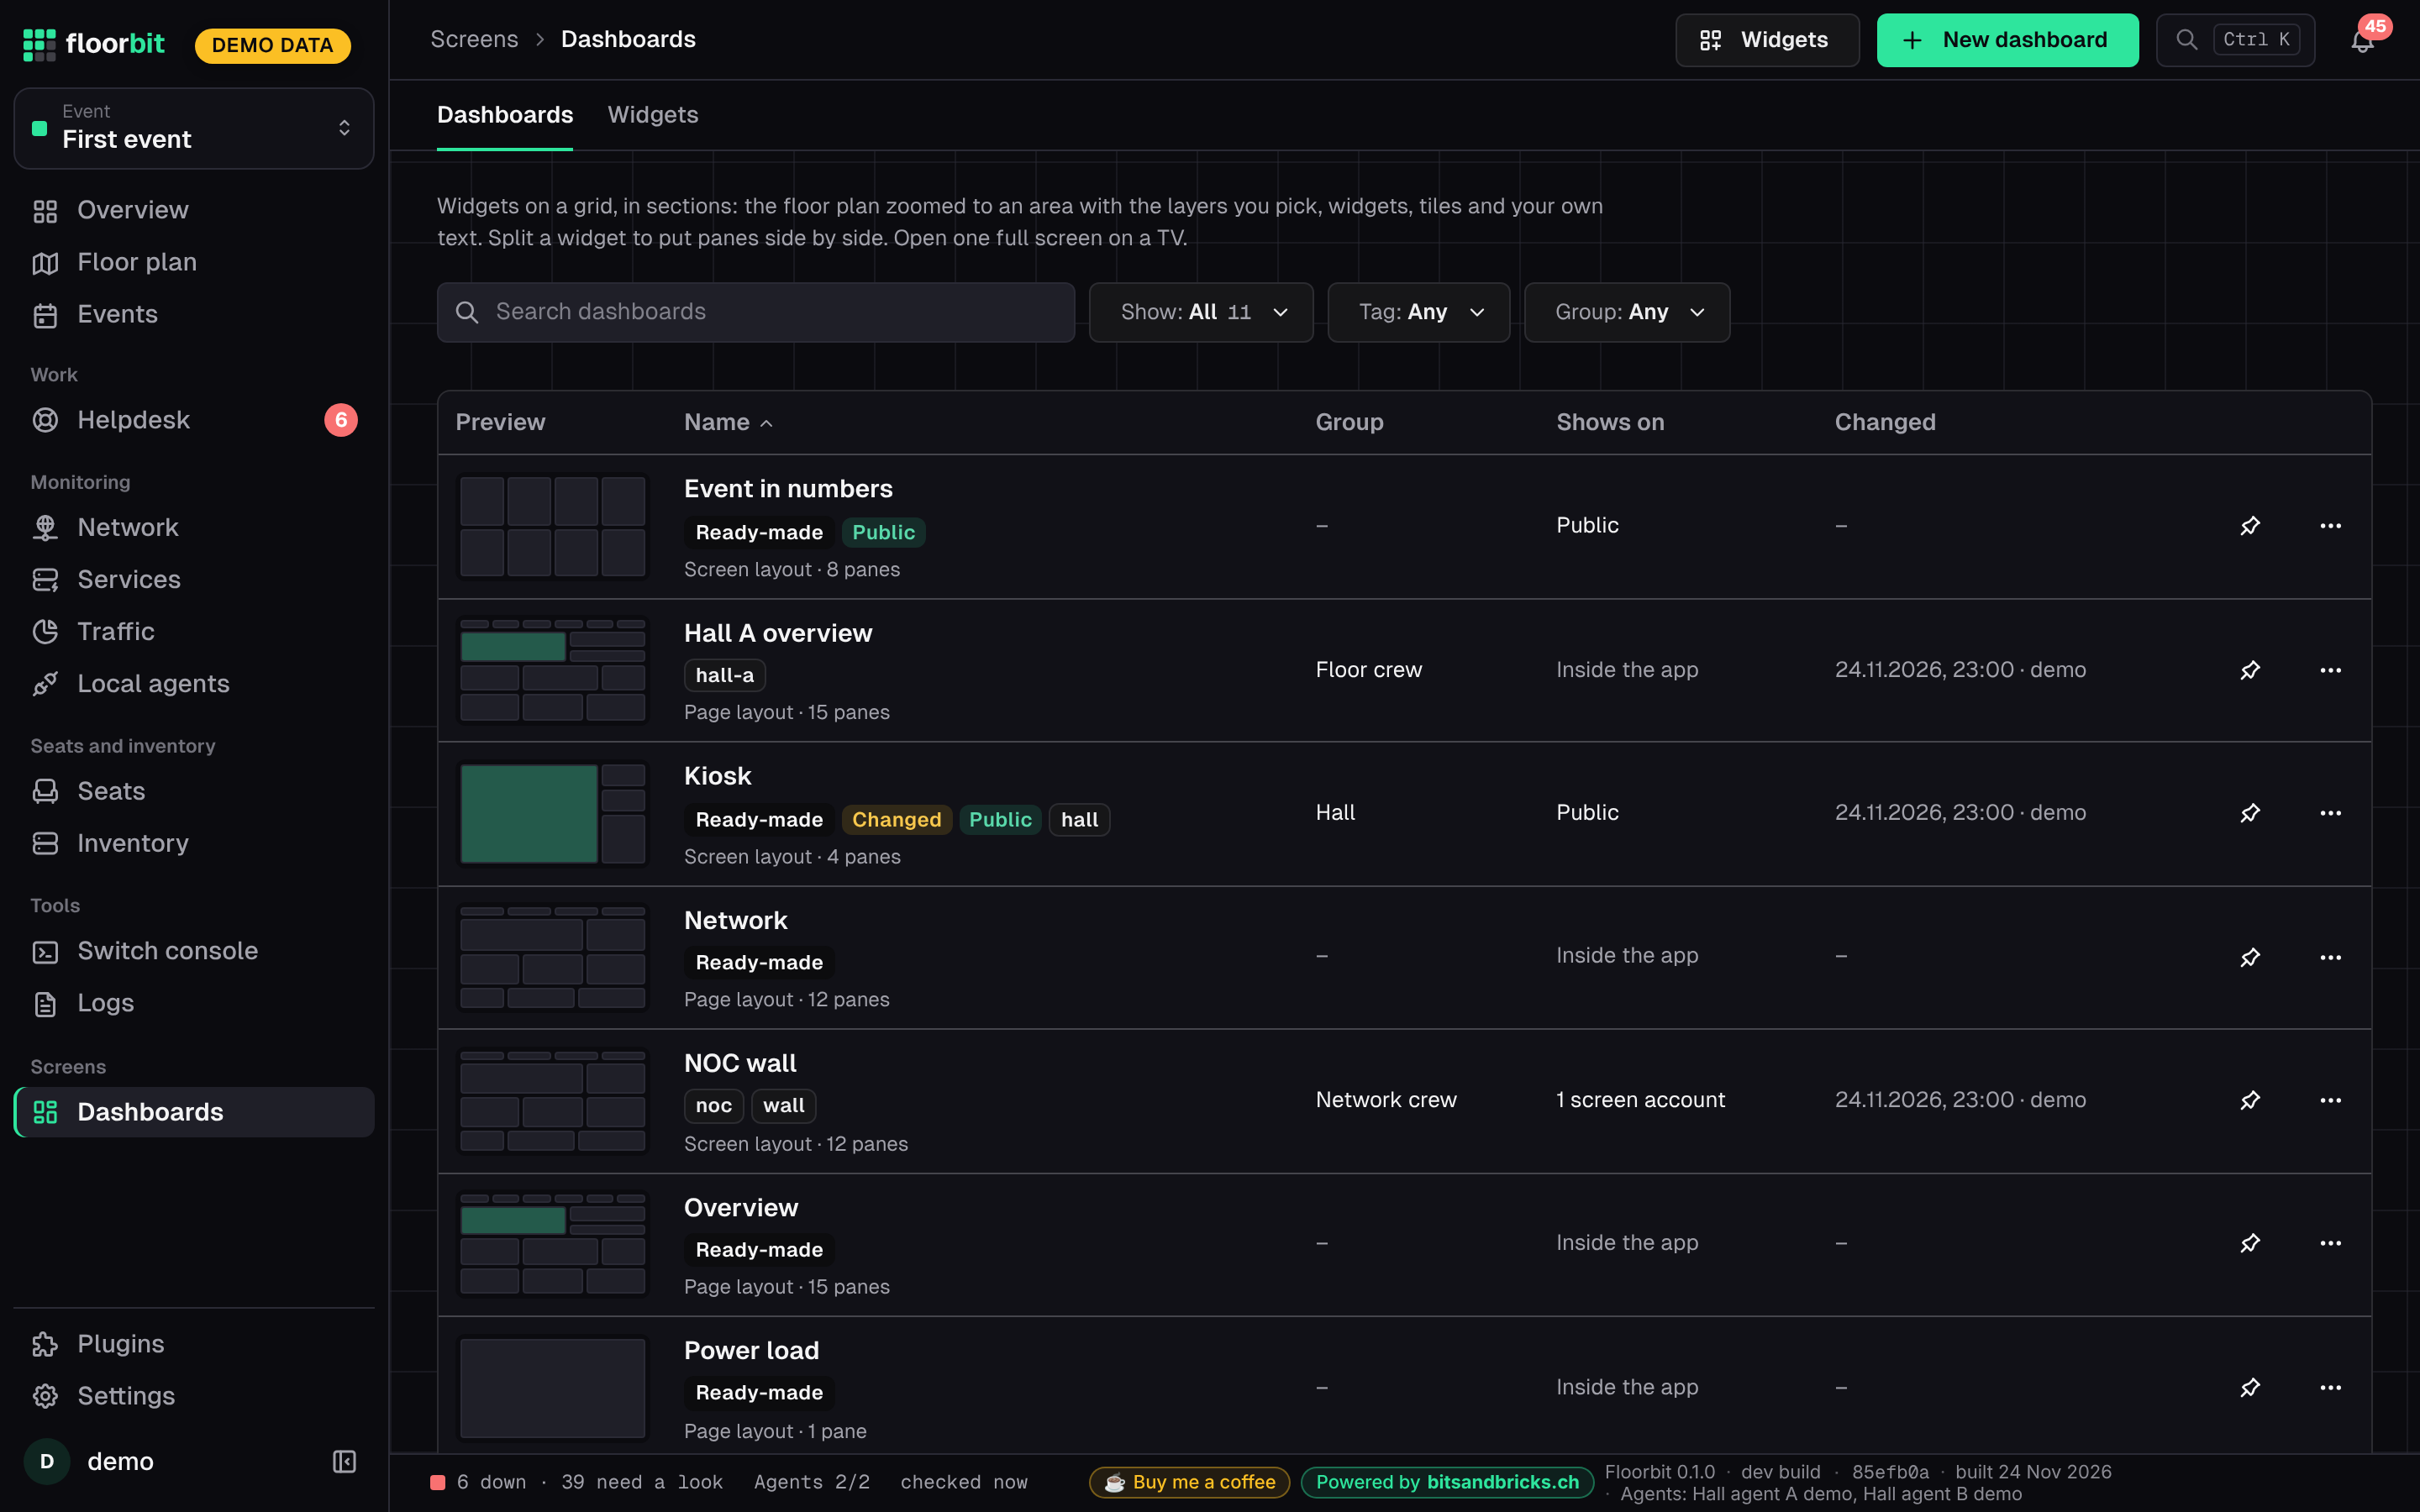 floorbit DEMO DATA
Event
First event
Overview
Floor plan
Events
Work
Helpdesk 6
Monitoring
Network
Services
Traffic
Local agents
Seats and inventory
Seats
Inventory
Tools
Switch console
Logs
Screens
Dashboards
Plugins
Settings
D demo
Screens > Dashboards
Widgets
+ New dashboard
Ctrl K
45
Dashboards Widgets
Widgets on a grid, in sections: the floor plan zoomed to an area with the layers you pick, widgets, tiles and your own
text. Split a widget to put panes side by side. Open one full screen on a TV.
Search dashboards
Show: All 11
Tag: Any
Group: Any
Preview Name Group Shows on Changed
Event in numbers
Ready-made Public
Screen layout · 8 panes
– Public –
Hall A overview
hall-a
Page layout · 15 panes
Floor crew Inside the app 24.11.2026, 23:00 · demo
Kiosk
Ready-made Changed Public hall
Screen layout · 4 panes
Hall Public 24.11.2026, 23:00 · demo
Network
Ready-made
Page layout · 12 panes
– Inside the app –
NOC wall
noc wall
Screen layout · 12 panes
Network crew 1 screen account 24.11.2026, 23:00 · demo
Overview
Ready-made
Page layout · 15 panes
– Inside the app –
Power load
Ready-made
Page layout · 1 pane
– Inside the app –
6 down · 39 need a look Agents 2/2 checked now
Buy me a coffee
Powered by bitsandbricks.ch
Floorbit 0.1.0 · dev build · 85efb0a · built 24 Nov 2026
· Agents: Hall agent A demo, Hall agent B demo